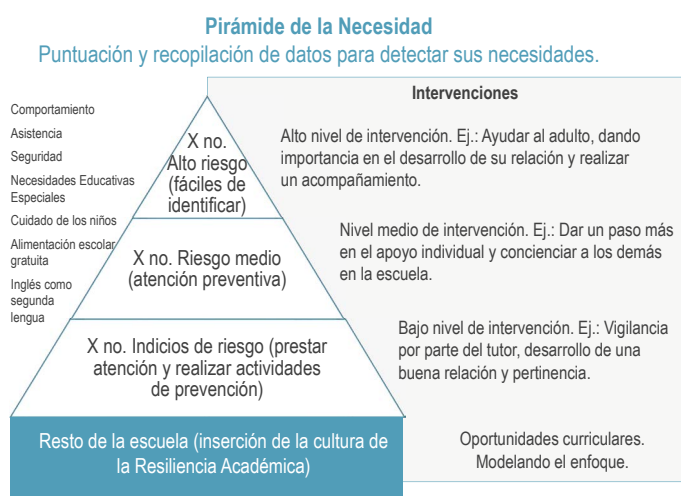 Pirámide de la Necesidad
Puntuación y recopilación de datos para detectar sus necesidades.
Comportamiento
Asistencia
Seguridad
Necesidades Educativas
Especiales
Cuidado de los niños
Alimentación escolar
gratuita
Inglés como
segunda
lengua
X no.
Alto riesgo
(fáciles de
identificar)
X no. Riesgo medio
(atención preventiva)
X no. Indicios de riesgo (prestar
atención y realizar actividades
de prevención)
Resto de la escuela (inserción de la cultura de
la Resiliencia Académica)
Intervenciones
Alto nivel de intervención. Ej.: Ayudar al adulto, dando
importancia en el desarrollo de su relación y realizar
un acompañamiento.
Nivel medio de intervención. Ej.: Dar un paso más
en el apoyo individual y concienciar a los demás
en la escuela.
Bajo nivel de intervención. Ej.: Vigilancia
por parte del tutor, desarrollo de una
buena relación y pertinencia.
Oportunidades curriculares.
Modelando el enfoque.